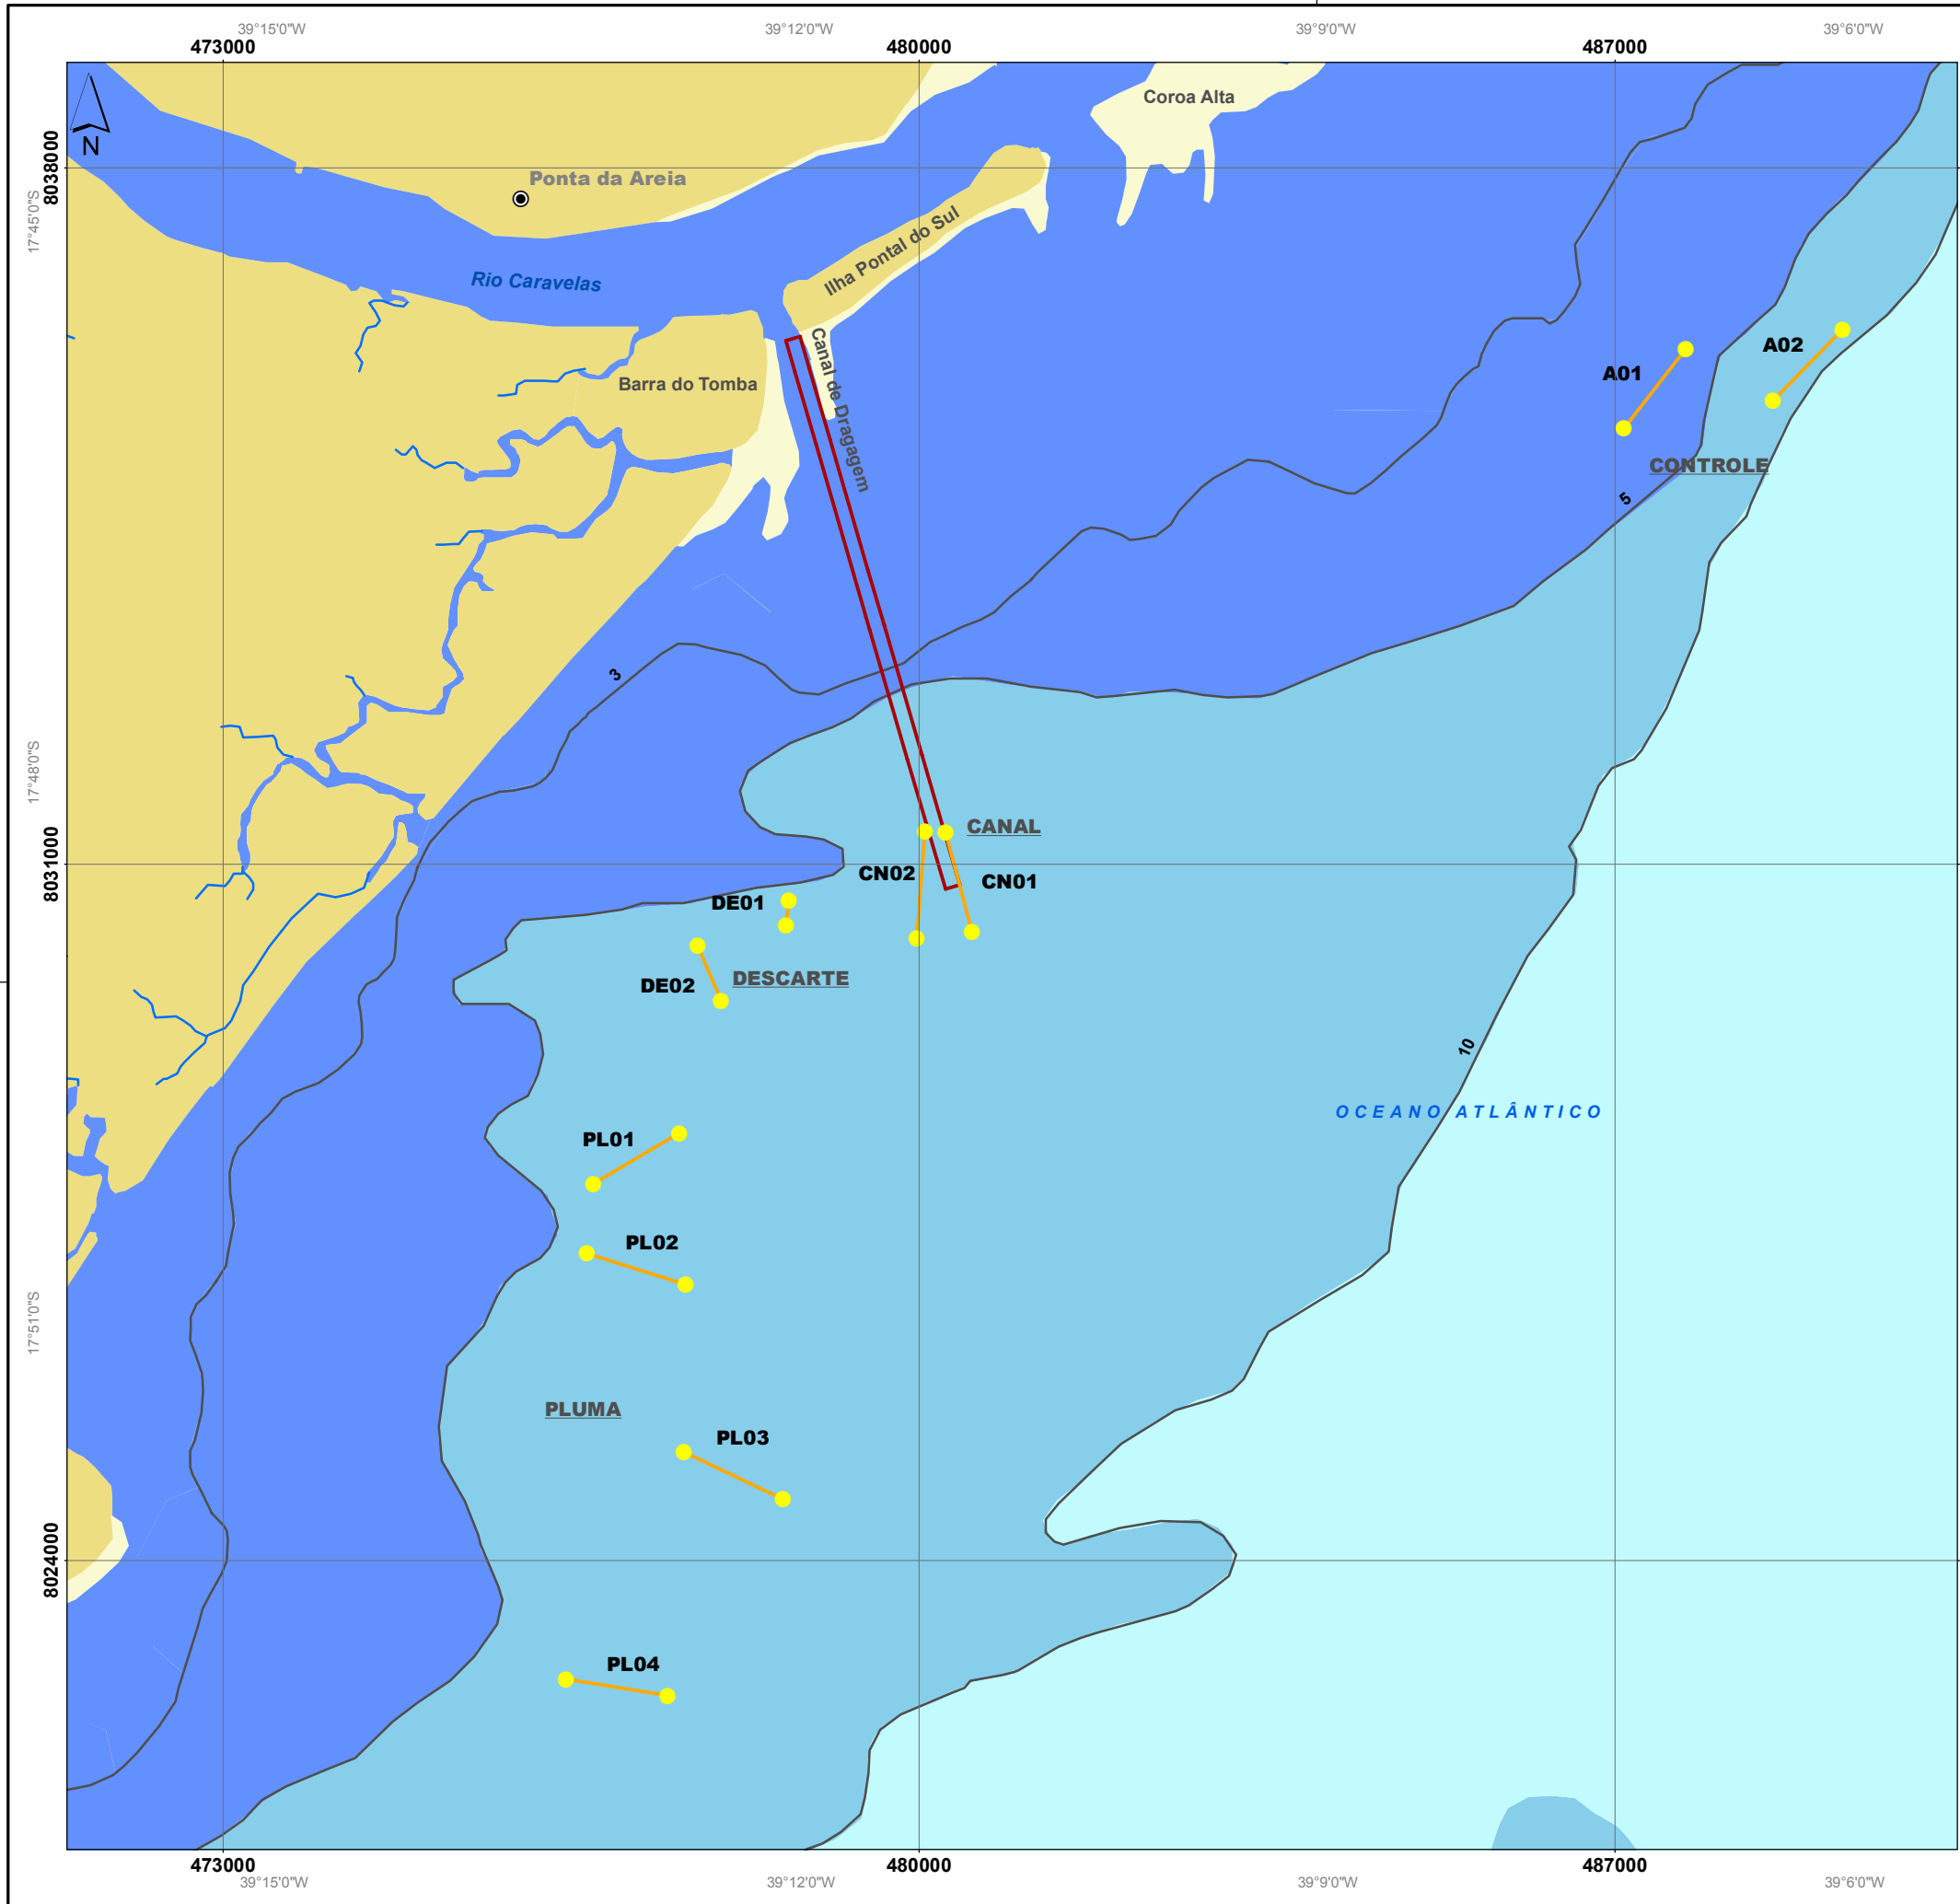 39°15'0"W
39°12'0"W
39°9'0"W
39°6'0"W
473000
480000
487000
Coroa Alta
N
8038000
17°45'0"S
Ponta da Areia
Ilha Pontal do Sul
Rio Caravelas
Canal de Dragagem
Barra do Tomba
A01
A02
CONTROLE
5
3
17°48'0"S
8031000
CANAL
CN02
CN01
DE01
DE02
DESCARTE
10
OCEANO ATLÂNTICO
PL01
PL02
17°51'0"S
PLUMA
PL03
8024000
PL04
473000
480000
487000
39°15'0"W
39°12'0"W
39°9'0"W
39°6'0"W